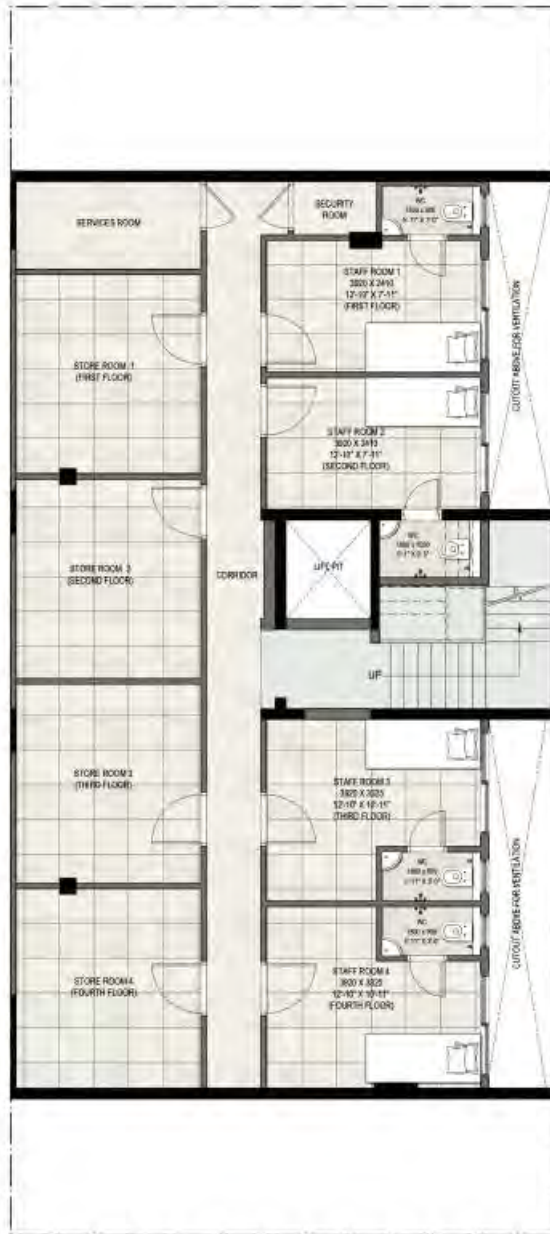 SERVICES ROOM
SECURITY
ROOM
WC
STAFF ROOM 1
3920 X 2410
12'-10" X 7'-11"
(FIRST FLOOR)
CUTOUT ABOVE FOR VENTILATION
STORE ROOM 1
(FIRST FLOOR)
STAFF ROOM 2
3920 X 2410
12'-10" X 7'-11"
(SECOND FLOOR)
WC
STORE ROOM
(SECOND FLOOR)
CORRIDOR
LIFT PIT
UP
STORE ROOM
(THIRD FLOOR)
STAFF ROOM 3
3920 X 3325
12'-10" X 10'-11"
(THIRD FLOOR)
WC
WC
CUTOUT ABOVE FOR VENTILATION
STORE ROOM 4
(FOURTH FLOOR)
STAFF ROOM 4
3920 X 3325
12'-10" X 10'-11"
(FOURTH FLOOR)